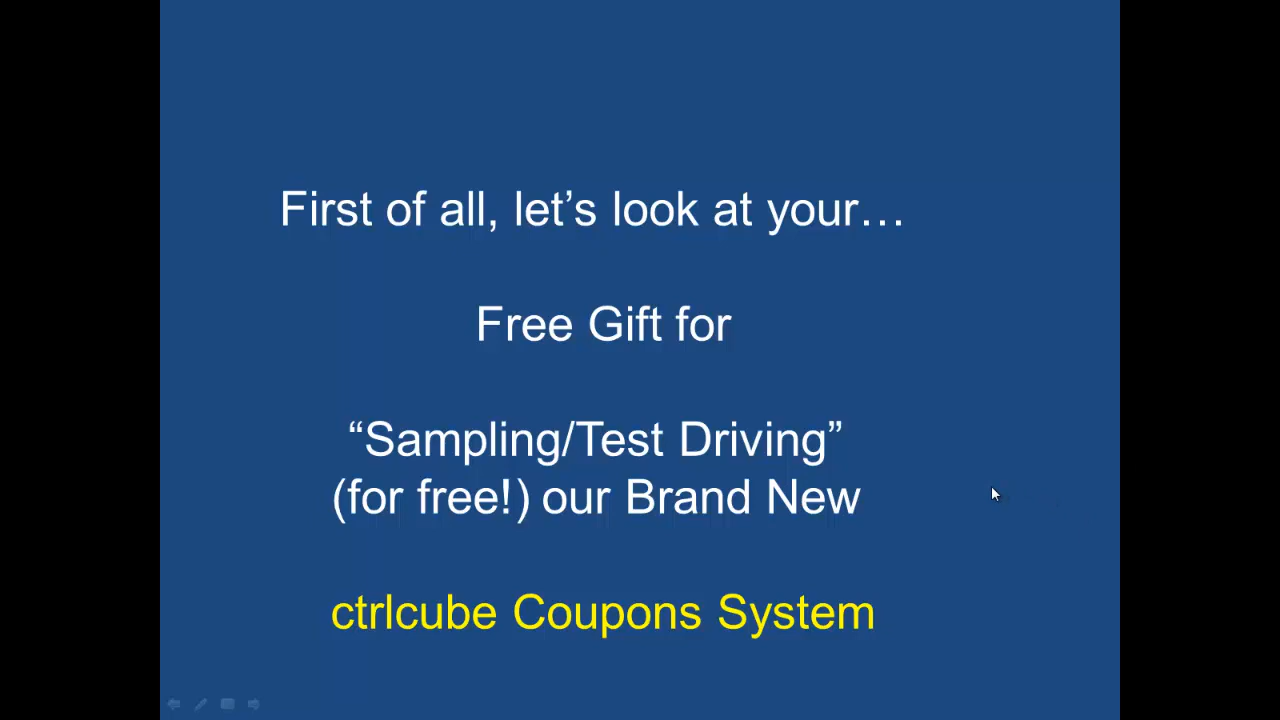 First of all, let’s look at your…
Free Gift for
“Sampling/Test Driving”
(for free!) our Brand New
ctrlcube Coupons System